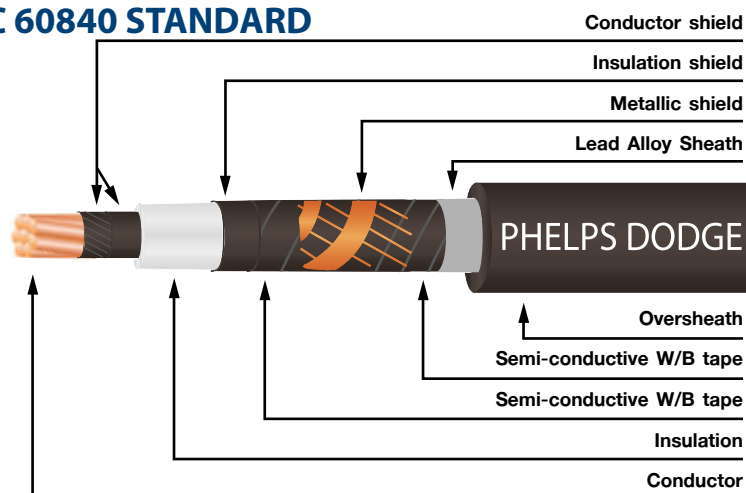 C 60840 STANDARD
Conductor shield
Insulation shield
Metallic shield
Lead Alloy Sheath
PHELPS DODGE
Oversheath
Semi-conductive W/B tape
Semi-conductive W/B tape
Insulation
Conductor